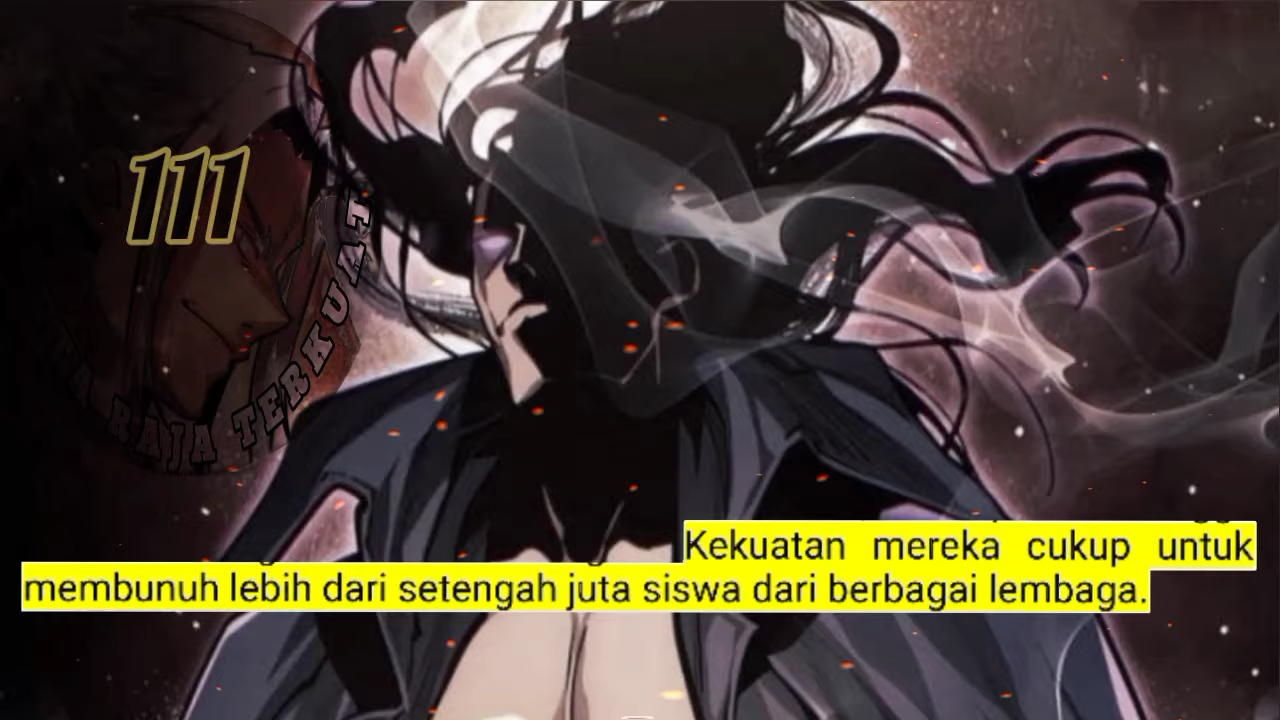 111
RAJA TERKUAT
Kekuatan mereka cukup untuk
membunuh lebih dari setengah juta siswa dari berbagai lembaga.